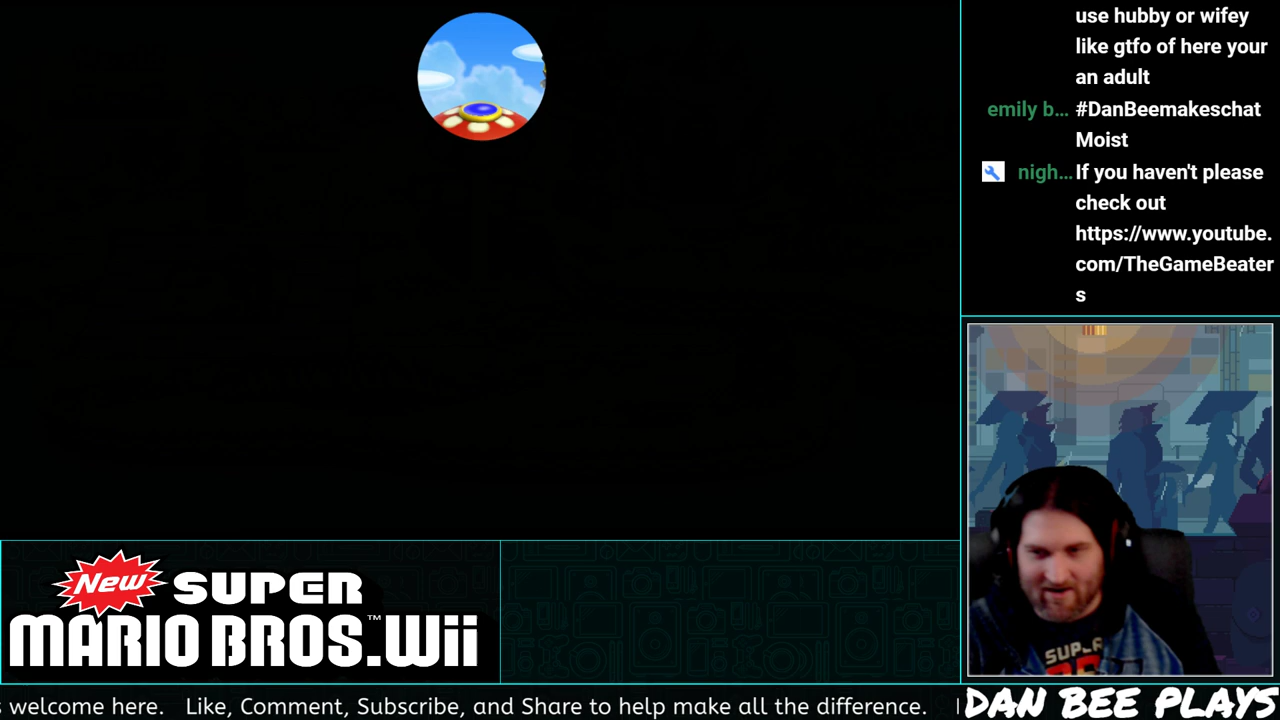 use hubby or wifey
like gtfo of here your
an adult
emily b… #DanBeemakeschat
Moist
nigh… If you haven't please
check out
https://www.youtube.
com/TheGameBeater
s
New SUPER
MARIO BROS.Wii™
SUPER
welcome here. Like, Comment, Subscribe, and Share to help make all the difference.
DAN BEE PLAYS